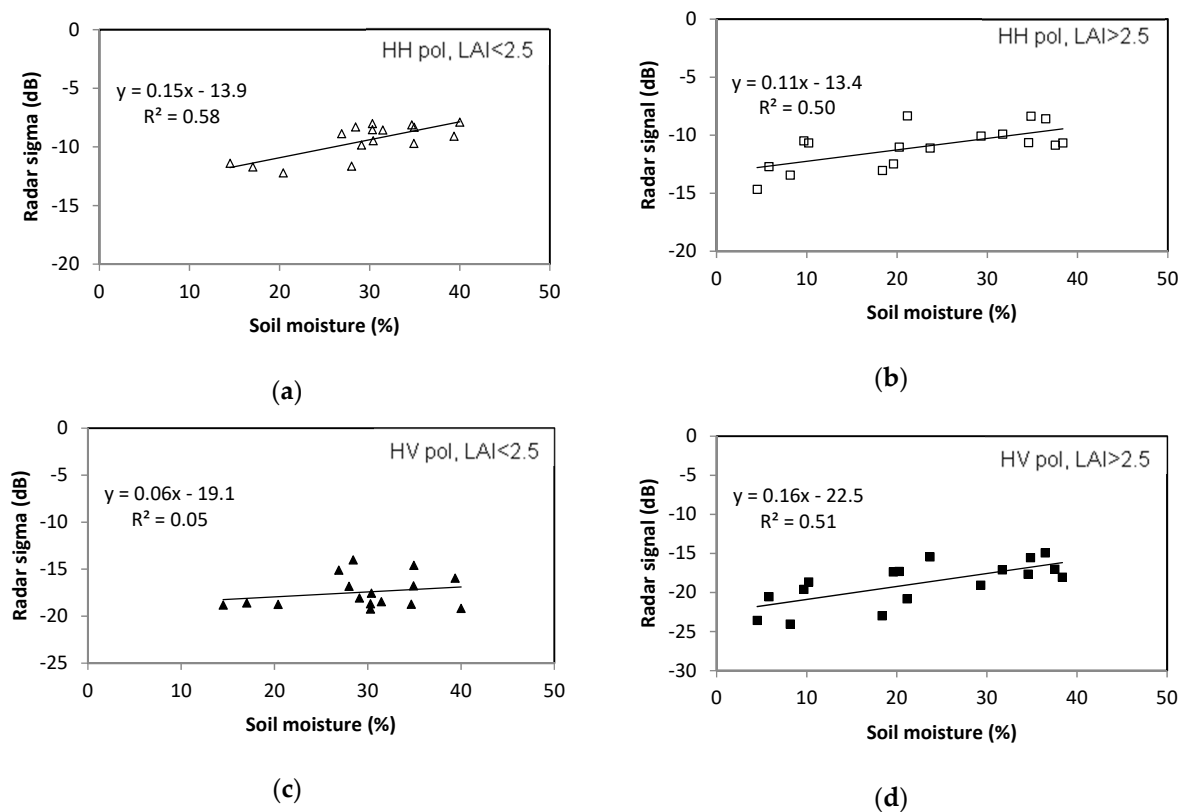 HH pol, LAI<2.5
y = 0.15x - 13.9
R² = 0.58
Radar sigma (dB)
0
-5
-10
-15
-20
0 10 20 30 40 50
Soil moisture (%)
(a)
HH pol, LAI>2.5
y = 0.11x - 13.4
R² = 0.50
Radar signal (dB)
0
-5
-10
-15
-20
0 10 20 30 40 50
Soil moisture (%)
(b)
HV pol, LAI<2.5
y = 0.06x - 19.1
R² = 0.05
Radar sigma (dB)
0
-5
-10
-15
-20
-25
0 10 20 30 40 50
Soil moisture (%)
(c)
HV pol, LAI>2.5
y = 0.16x - 22.5
R² = 0.51
Radar signal (dB)
0
-5
-10
-15
-20
-25
-30
0 10 20 30 40 50
Soil moisture (%)
(d)